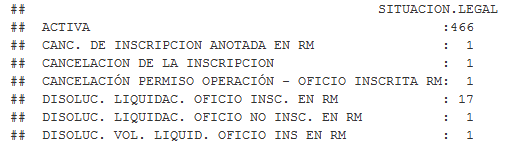 ## SITUACION.LEGAL
## ACTIVA :466
## CANC. DE INSCRIPCION ANOTADA EN RM : 1
## CANCELACION DE LA INSCRIPCION : 1
## CANCELACIÓN PERMISO OPERACIÓN - OFICIO INSCRITA RM: 1
## DISOLUC. LIQUIDAC. OFICIO INSC. EN RM : 17
## DISOLUC. LIQUIDAC. OFICIO NO INSC. EN RM : 1
## DISOLUC. VOL. LIQUID. OFICIO INS EN RM : 1